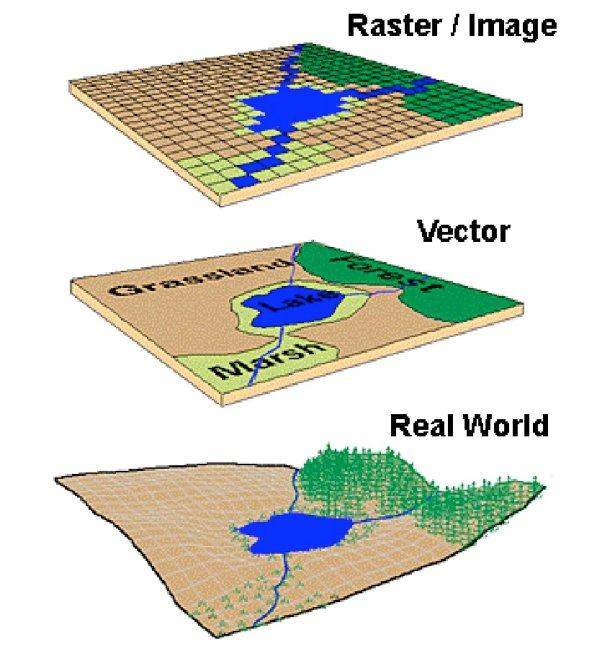 Raster / Image
Vector
Grassland
Forest
Lake
Marsh
Real World